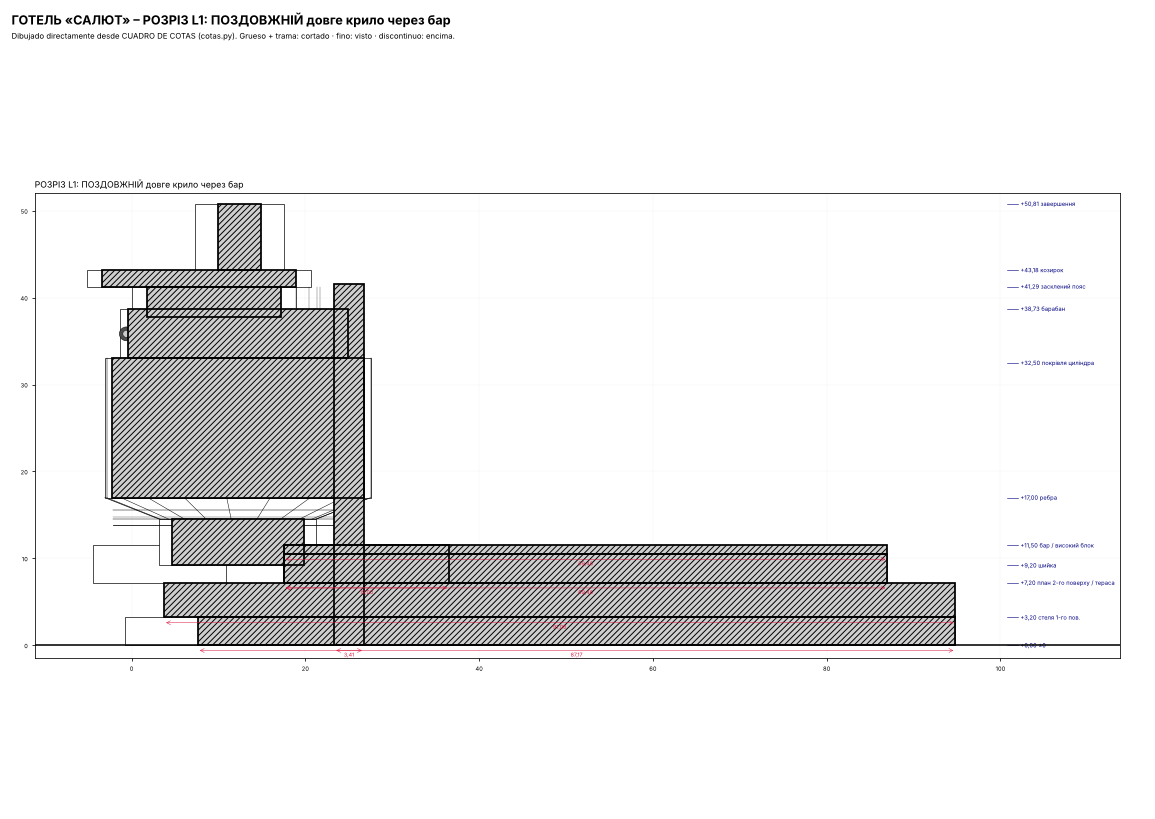 ГОТЕЛЬ «САЛЮТ» – РОЗРІЗ L1: ПОЗДОВЖНІЙ довге крило через бар
Dibujado directamente desde CUADRO DE COTAS (cotas.py). Grueso + trama: cortado · fino: visto · discontinuo: encima.
РОЗРІЗ L1: ПОЗДОВЖНІЙ довге крило через бар
50
40
30
20
10
0
+50,81 завершення
+43,18 козирок
+41,29 засклений пояс
+38,73 барабан
+32,50 покрівля циліндра
+17,00 ребра
+11,50 бар / високий блок
+9,20 шийка
+7,20 план 2-го поверху / тераса
+3,20 стеля 1-го пов.
3,41
0
20
40
60
80
100